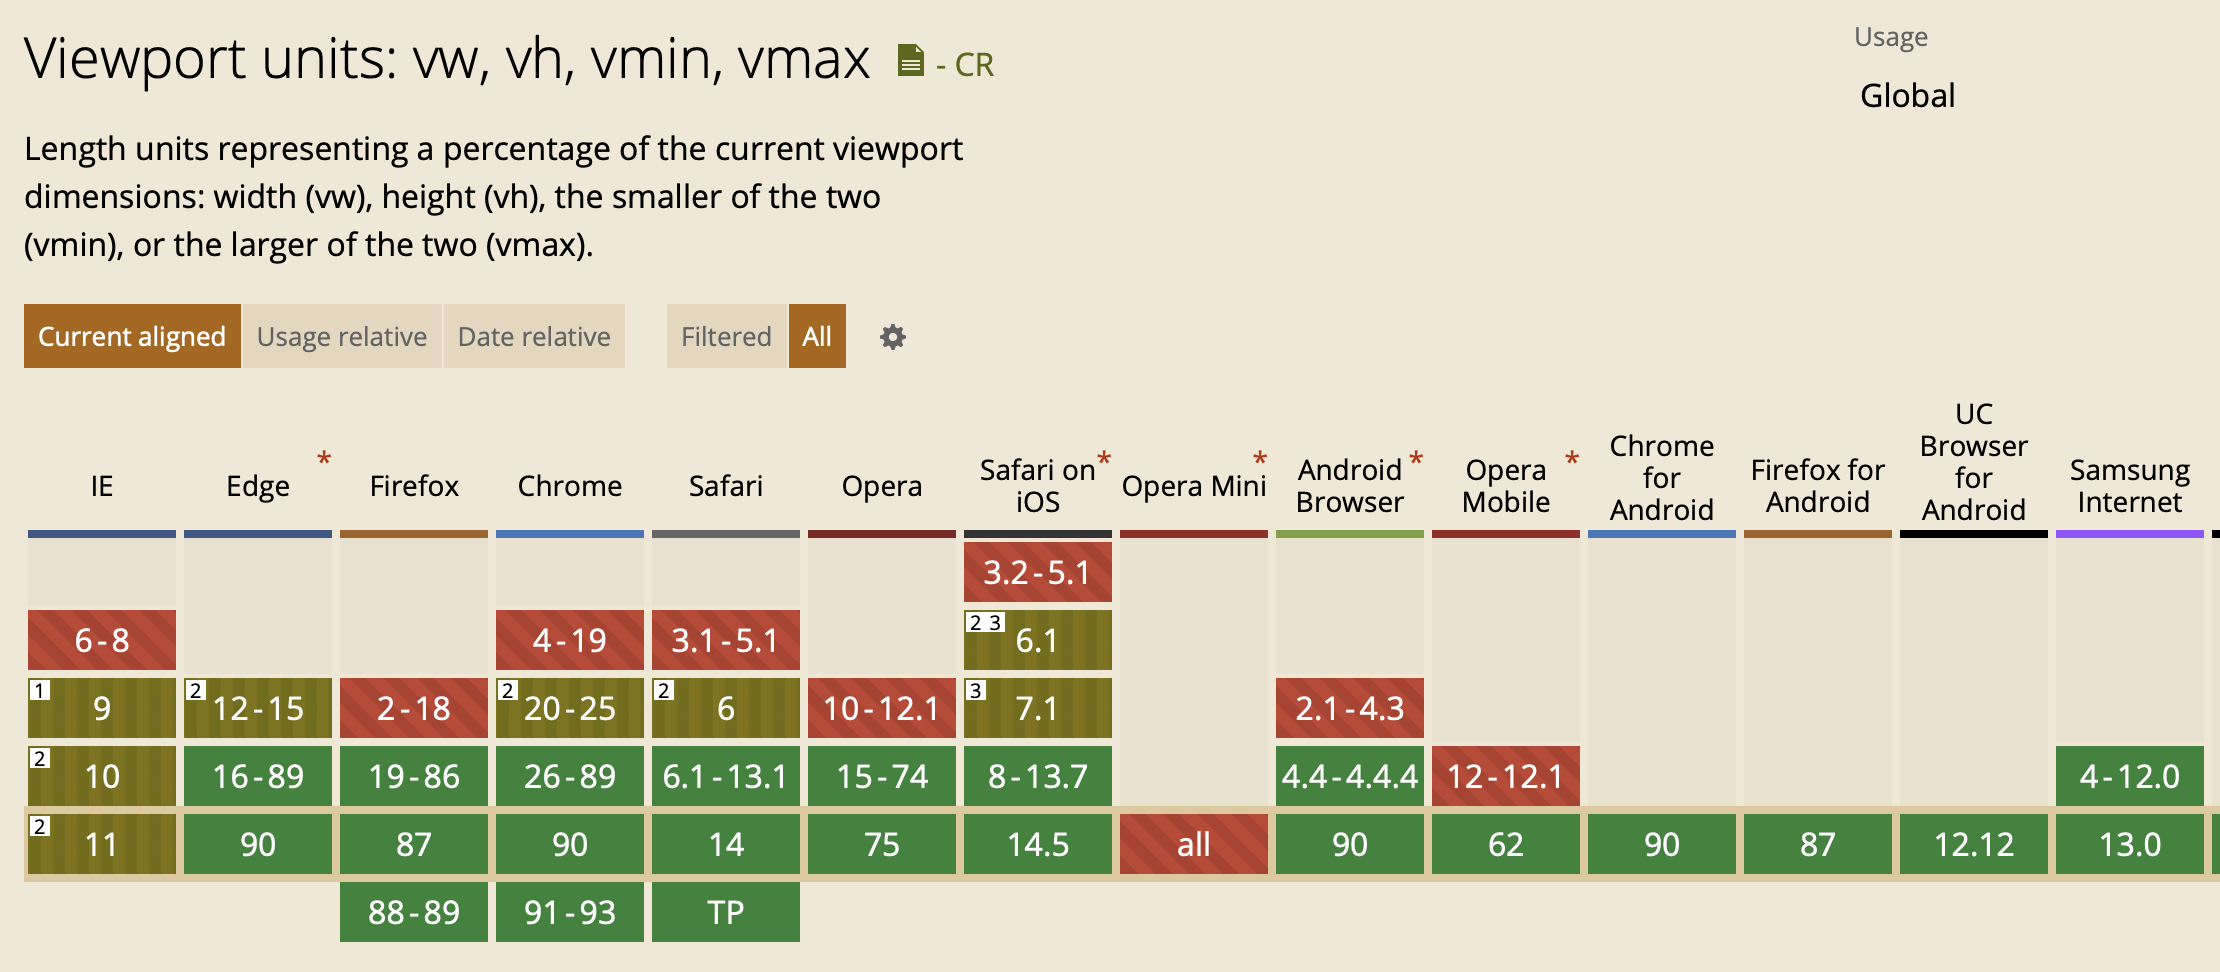 Viewport units: vw, vh, vmin, vmax - CR
Usage
Global
Length units representing a percentage of the current viewport
dimensions: width (vw), height (vh), the smaller of the two
(vmin), or the larger of the two (vmax).
Current aligned Usage relative Date relative Filtered All
IE
Edge *
Firefox
Chrome
Safari
Opera
Safari on *
iOS
Opera Mini *
Android *
Browser
Opera *
Mobile
Chrome
for
Android
Firefox for
Android
UC
Browser
for
Android
Samsung
Internet
3.2-5.1
6-8 4-19 3.1-5.1 2 3 6.1
1 9 2 12-15 2-18 2 20-25 2 6 10-12.1 3 7.1 2.1-4.3
2 10 16-89 19-86 26-89 6.1-13.1 15-74 8-13.7 4.4-4.4.4 12-12.1 4-12.0
2 11 90 87 90 14 75 14.5 all 90 62 90 87 12.12 13.0
88-89 91-93 TP